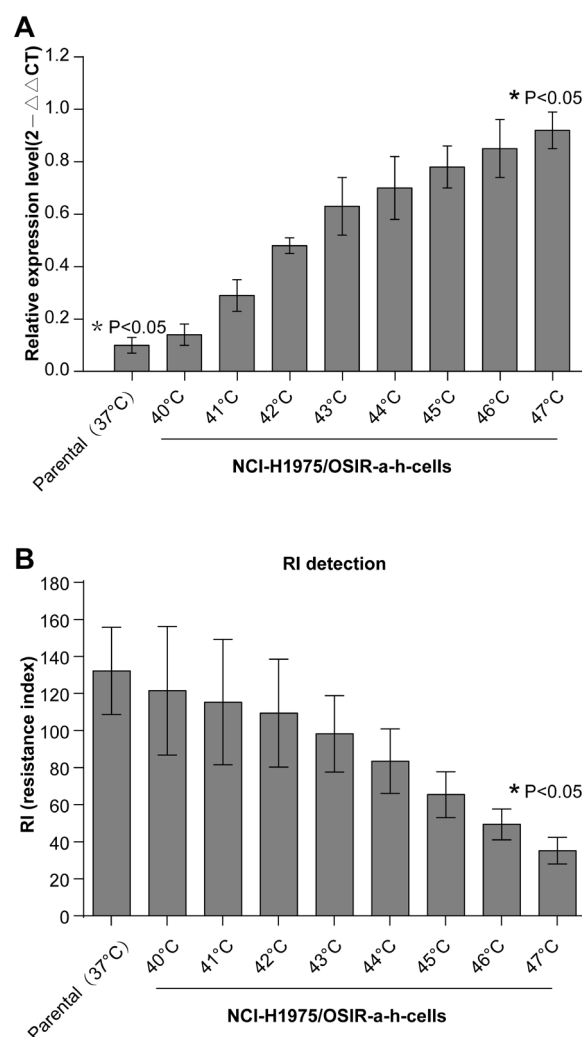 A
Relative expression level(2−△△CT)
1.2
1.0
0.8
0.6
0.4
0.2
0.0
* P<0.05
* P<0.05
Parental (37°C)
40°C
41°C
42°C
43°C
44°C
45°C
46°C
47°C
NCI-H1975/OSIR-a-h-cells
B
RI detection
RI (resistance index)
180
160
140
120
100
80
60
40
20
0
* P<0.05
Parental (37°C)
40°C
41°C
42°C
43°C
44°C
45°C
46°C
47°C
NCI-H1975/OSIR-a-h-cells